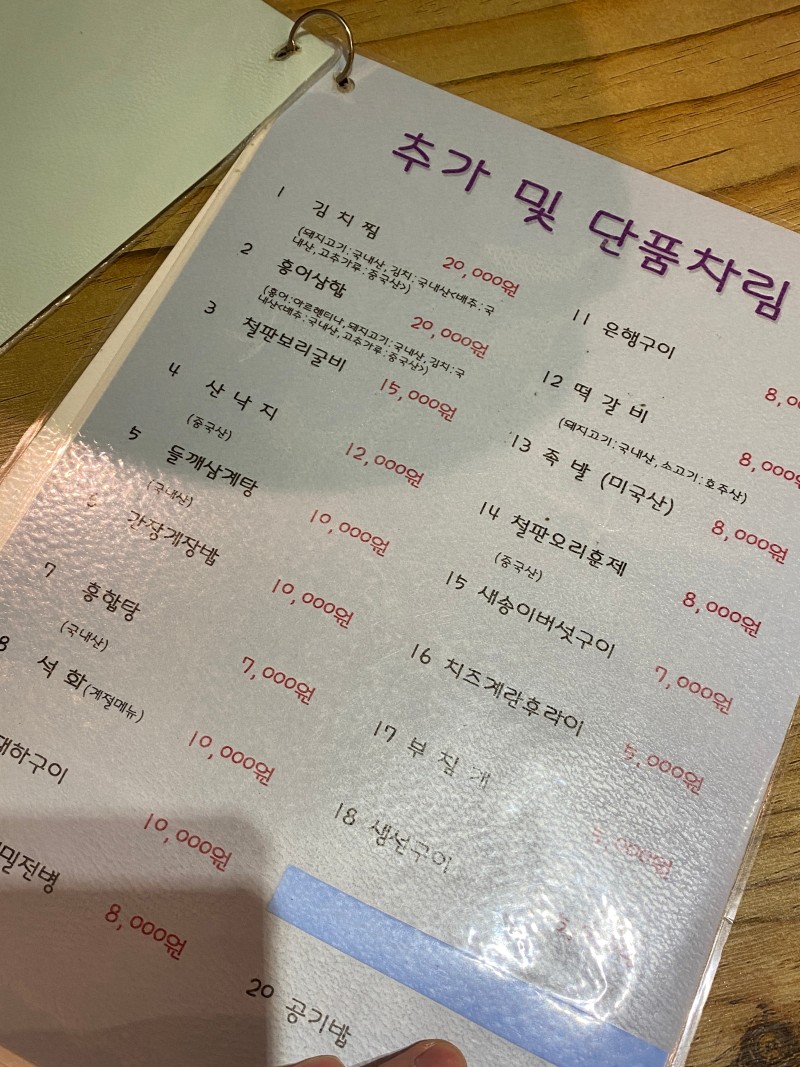 추가 및 단품차림
1 김 치 찜
(돼지고기:국내산, 김치:국내산<배추:국
내산,고추가루:중국산>)
20,000원
2 홍어삼합
(홍어:아르헨티나, 돼지고기:국내산, 김치:국
내산<배추:국내산, 고추가루:중국산>)
20,000원
3 철판보리굴비
15,000원
4 산 낙 지
(중국산)
12,000원
5 들깨삼계탕
(국내산)
10,000원
6 간장게장밥
10,000원
7 홍합탕
(국내산)
7,000원
8 석 화(계절메뉴)
10,000원
대하구이
10,000원
밀전병
8,000원
11 은행구이
8,0
12 떡 갈 비
(돼지고기:국내산, 소고기:호주산)
8,000원
13 족 발 (미국산)
8,000원
14 철판오리훈제
(중국산)
8,000원
15 새송이버섯구이
7,000원
16 치즈계란후라이
5,000원
17 부 침 개
18 생선구이
20 공기밥